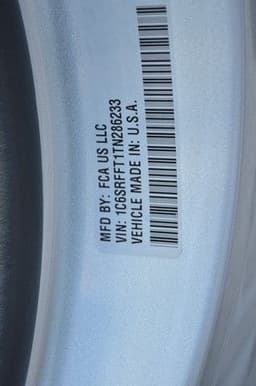 MFD BY: FCA US LLC
VIN: 1C6SRFFT1TN286233
VEHICLE MADE IN: U.S.A.